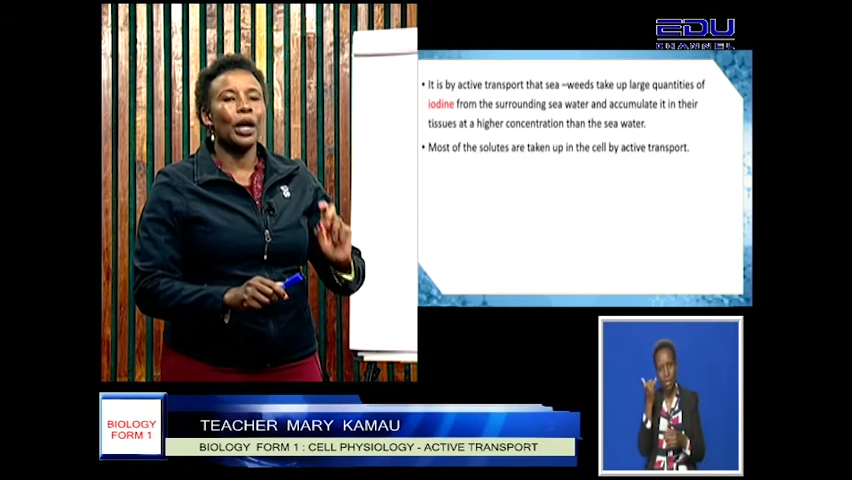 EDU
CHANNEL
• It is by active transport that sea –weeds take up large quantities of
iodine from the surrounding sea water and accumulate it in their
tissues at a higher concentration than the sea water.
• Most of the solutes are taken up in the cell by active transport.
BIOLOGY
FORM 1
TEACHER MARY KAMAU
BIOLOGY FORM 1 : CELL PHYSIOLOGY - ACTIVE TRANSPORT